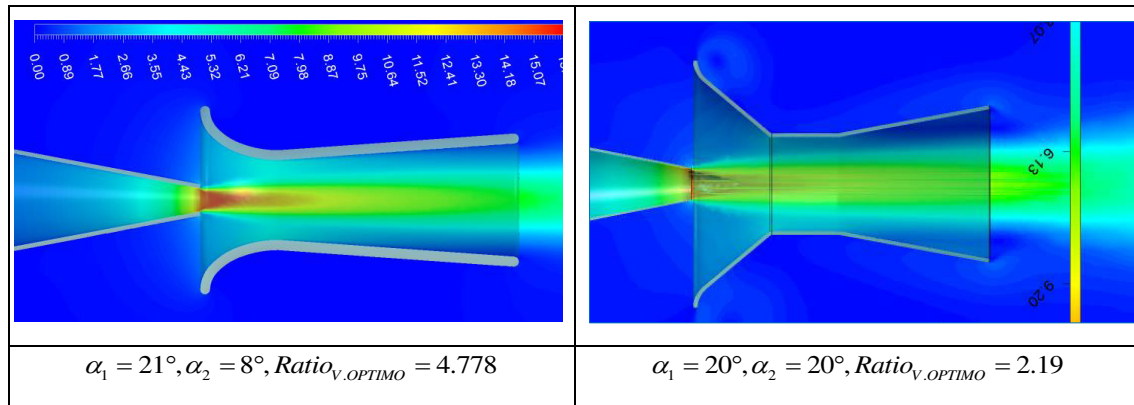 0.00 0.89 1.77 2.66 3.55 4.43 5.32 6.21 7.09 7.98 8.87 9.75 10.64 11.52 12.41 13.30 14.18 15.07
6.13
9.20
α₁ = 21°, α₂ = 8°, Ratio_V.OPTIMO = 4.778
α₁ = 20°, α₂ = 20°, Ratio_V.OPTIMO = 2.19